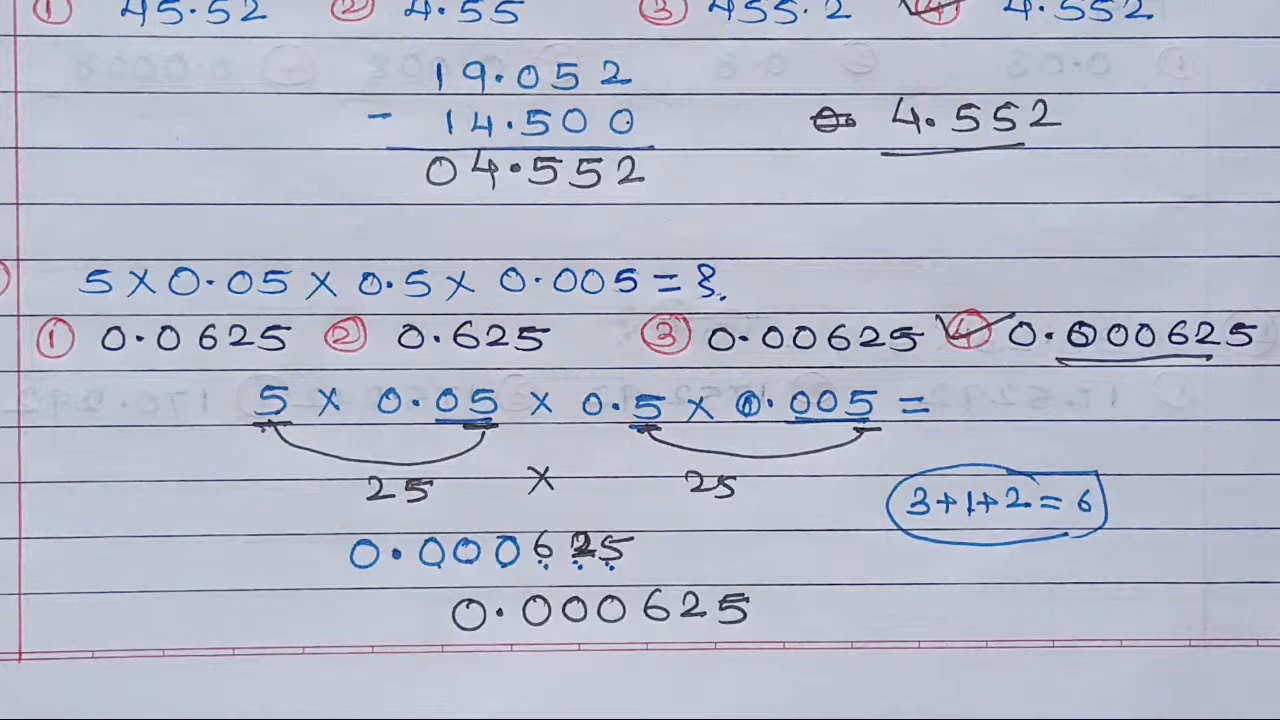 ① 45.52 ② 4.55 ③ 455.2 ④ 4.552
19.052
- 14.500 4.552
04.552
5 × 0.05 × 0.5 × 0.005 = ?
① 0.0625 ② 0.625 ③ 0.00625 ④ 0.000625
5 × 0.05 × 0.5 × 0.005 =
25 × 25
3+1+2=6
0.000625
0.000625